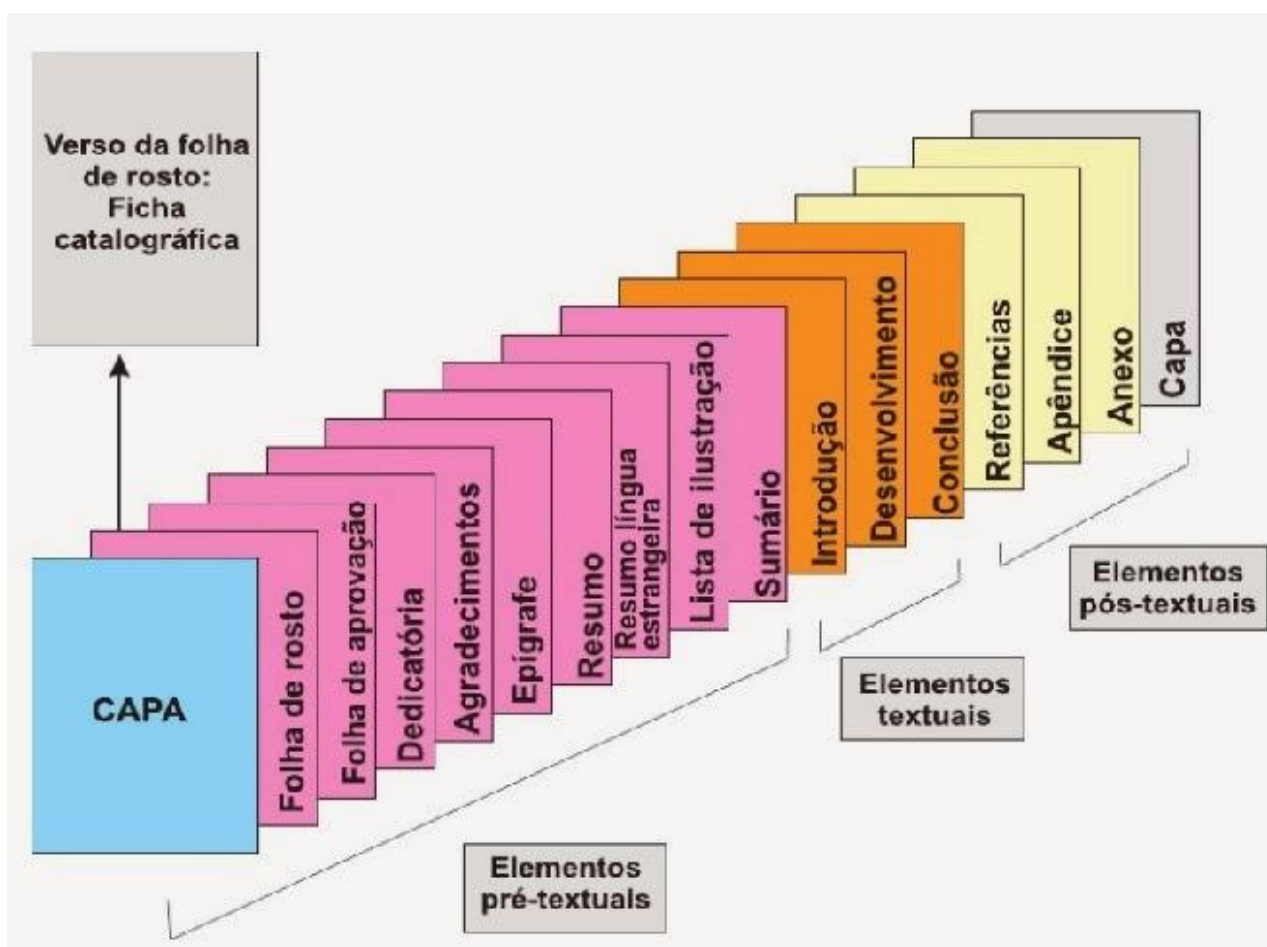 Verso da folha
de rosto:
Ficha
catalográfica
CAPA
Folha de rosto
Folha de aprovação
Dedicatória
Agradecimentos
Epígrafe
Resumo
Resumo língua
estrangeira
Lista de ilustração
Sumário
Introdução
Desenvolvimento
Conclusão
Referências
Apêndice
Anexo
Capa
Elementos
pré-textuais
Elementos
textuais
Elementos
pós-textuais